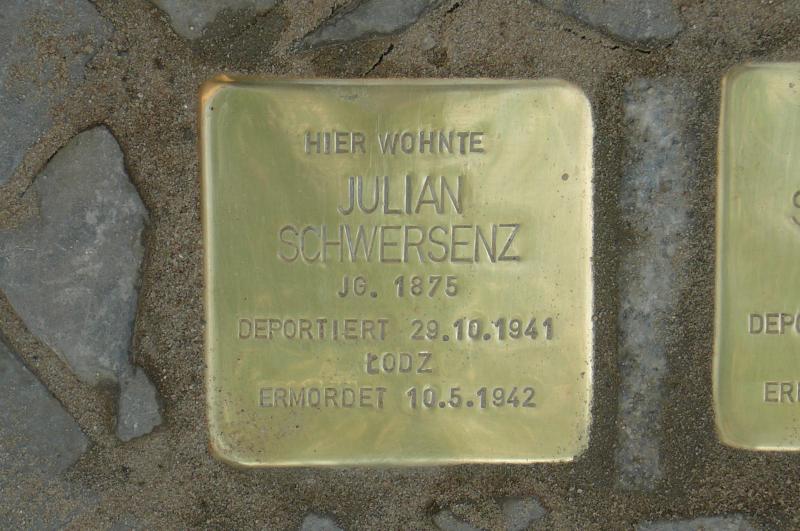 HIER WOHNTE
JULIAN
SCHWERSENZ
JG. 1875
DEPORTIERT 29.10.1941
ŁODZ
ERMORDET 10.5.1942